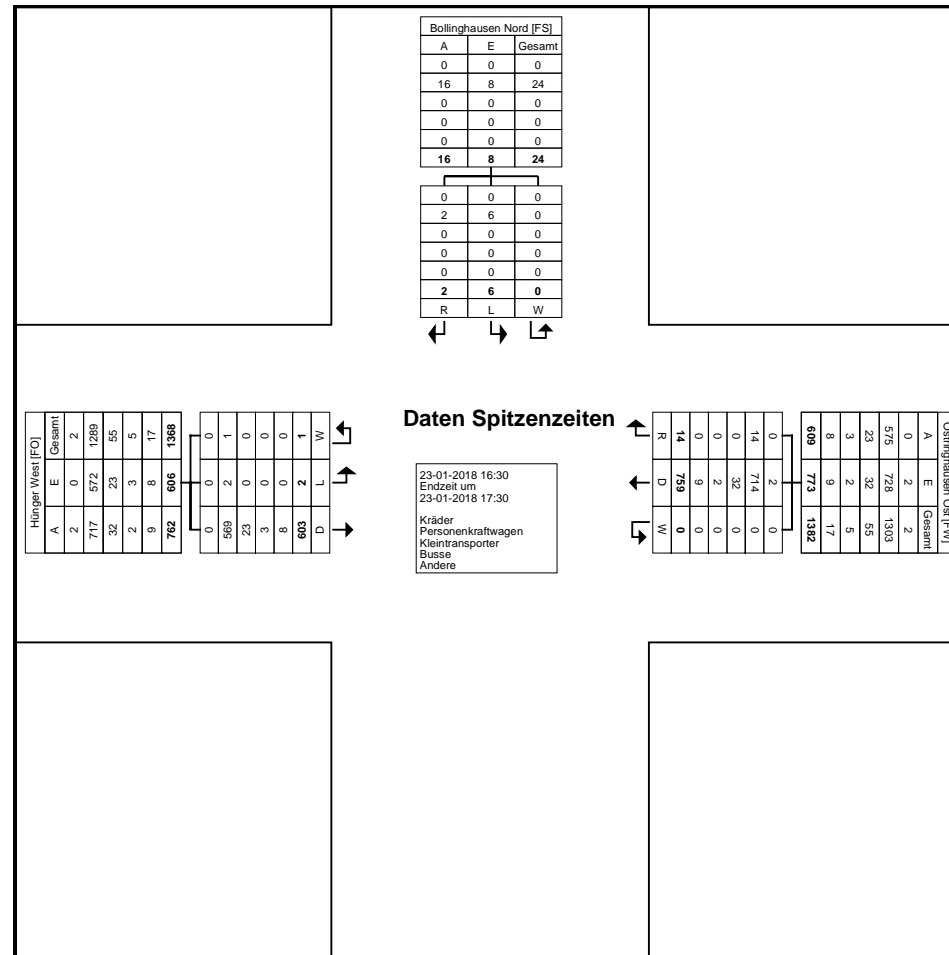 Bollinghausen Nord [FS]
A E Gesamt
0 0 0
16 8 24
0 0 0
0 0 0
0 0 0
16 8 24
0 0 0
2 6 0
0 0 0
0 0 0
0 0 0
2 6 0
R L W
Hünger West [FO]
A E Gesamt
2 0 2
717 572 1289
32 23 55
2 3 5
9 8 17
762 606 1368
0 0 0
569 2 1
23 0 0
3 0 0
8 0 0
603 2 1
D L W
Daten Spitzenzeiten
23-01-2018 16:30
Endzeit um
23-01-2018 17:30
Kräder
Personenkraftwagen
Kleintransporter
Busse
Andere
Ostringhausen Ost [FW]
A E Gesamt
0 2 2
575 728 1303
23 32 55
3 2 5
8 9 17
609 773 1382
0 2 0
14 714 0
0 32 0
0 2 0
0 9 0
14 759 0
R D W